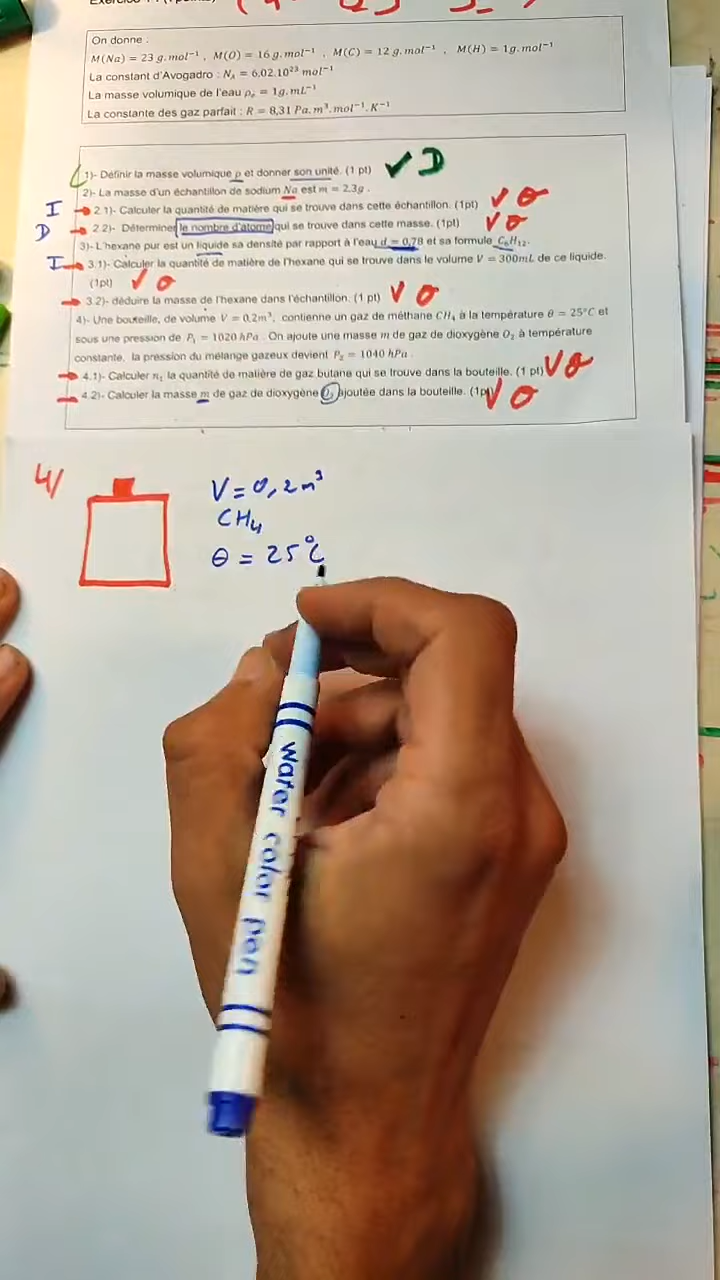 On donne :
M(Na) = 23 g.mol⁻¹ , M(O) = 16 g.mol⁻¹ , M(C) = 12 g.mol⁻¹ , M(H) = 1g.mol⁻¹
La constant d'Avogadro : Nₐ = 6,02.10²³ mol⁻¹
La masse volumique de l'eau ρₑ = 1g.mL⁻¹
La constante des gaz parfait : R = 8,31 Pa.m³.mol⁻¹.K⁻¹
1)- Définir la masse volumique ρ et donner son unité. (1 pt) D
2)- La masse d'un échantillon de sodium Na est m = 2,3g .
I 2.1)- Calculer la quantité de matière qui se trouve dans cette échantillon. (1pt)
D 2.2)- Déterminer le nombre d'atome qui se trouve dans cette masse. (1pt)
3)- L'hexane pur est un liquide sa densité par rapport à l'eau d = 0,78 et sa formule C₆H₁₂.
I 3.1)- Calculer la quantité de matière de l'hexane qui se trouve dans le volume V = 300mL de ce liquide.
(1pt)
3.2)- déduire la masse de l'hexane dans l'échantillon. (1 pt)
4)- Une bouteille, de volume V = 0,2m³, contienne un gaz de méthane CH₄ à la température θ = 25°C et
sous une pression de P₁ = 1020 hPa . On ajoute une masse m de gaz de dioxygène O₂ à température
constante, la pression du mélange gazeux devient P₂ = 1040 hPa .
4.1)- Calculer n₁ la quantité de matière de gaz butane qui se trouve dans la bouteille. (1 pt)
4.2)- Calculer la masse m de gaz de dioxygène O₂ ajoutée dans la bouteille. (1pt)
4/ V = 0,2 m³
CH₄
θ = 25°C
water color pen